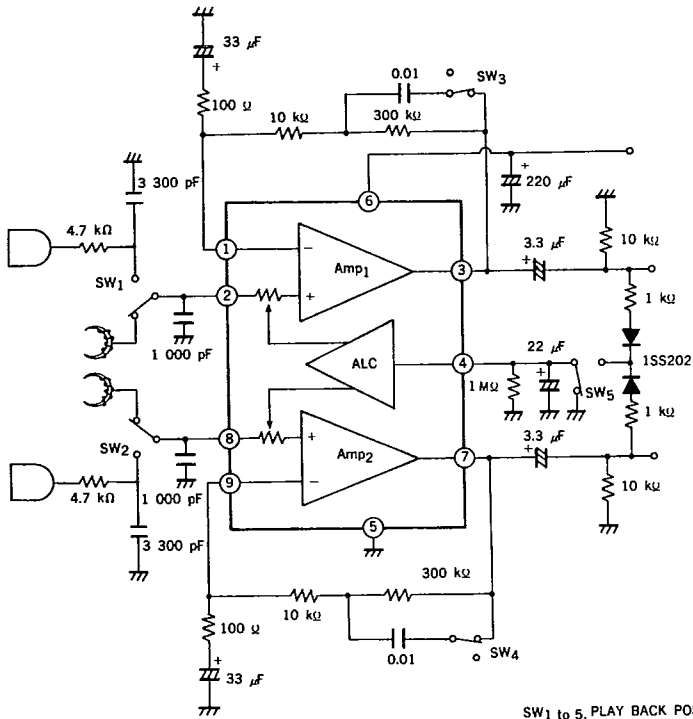 33 μF
+
100 Ω
10 kΩ
0.01
SW3
300 kΩ
3 300 pF
4.7 kΩ
SW1
1 000 pF
+
220 μF
6
1
2
3
4
5
7
8
9
−
+
Amp1
ALC
+
−
Amp2
3.3 μF
+
10 kΩ
1 kΩ
22 μF
+
1SS202
1 MΩ
SW5
1 kΩ
3.3 μF
+
10 kΩ
SW2
4.7 kΩ
1 000 pF
3 300 pF
300 kΩ
10 kΩ
100 Ω
0.01
SW4
+
33 μF
SW1 to 5, PLAY BACK PO